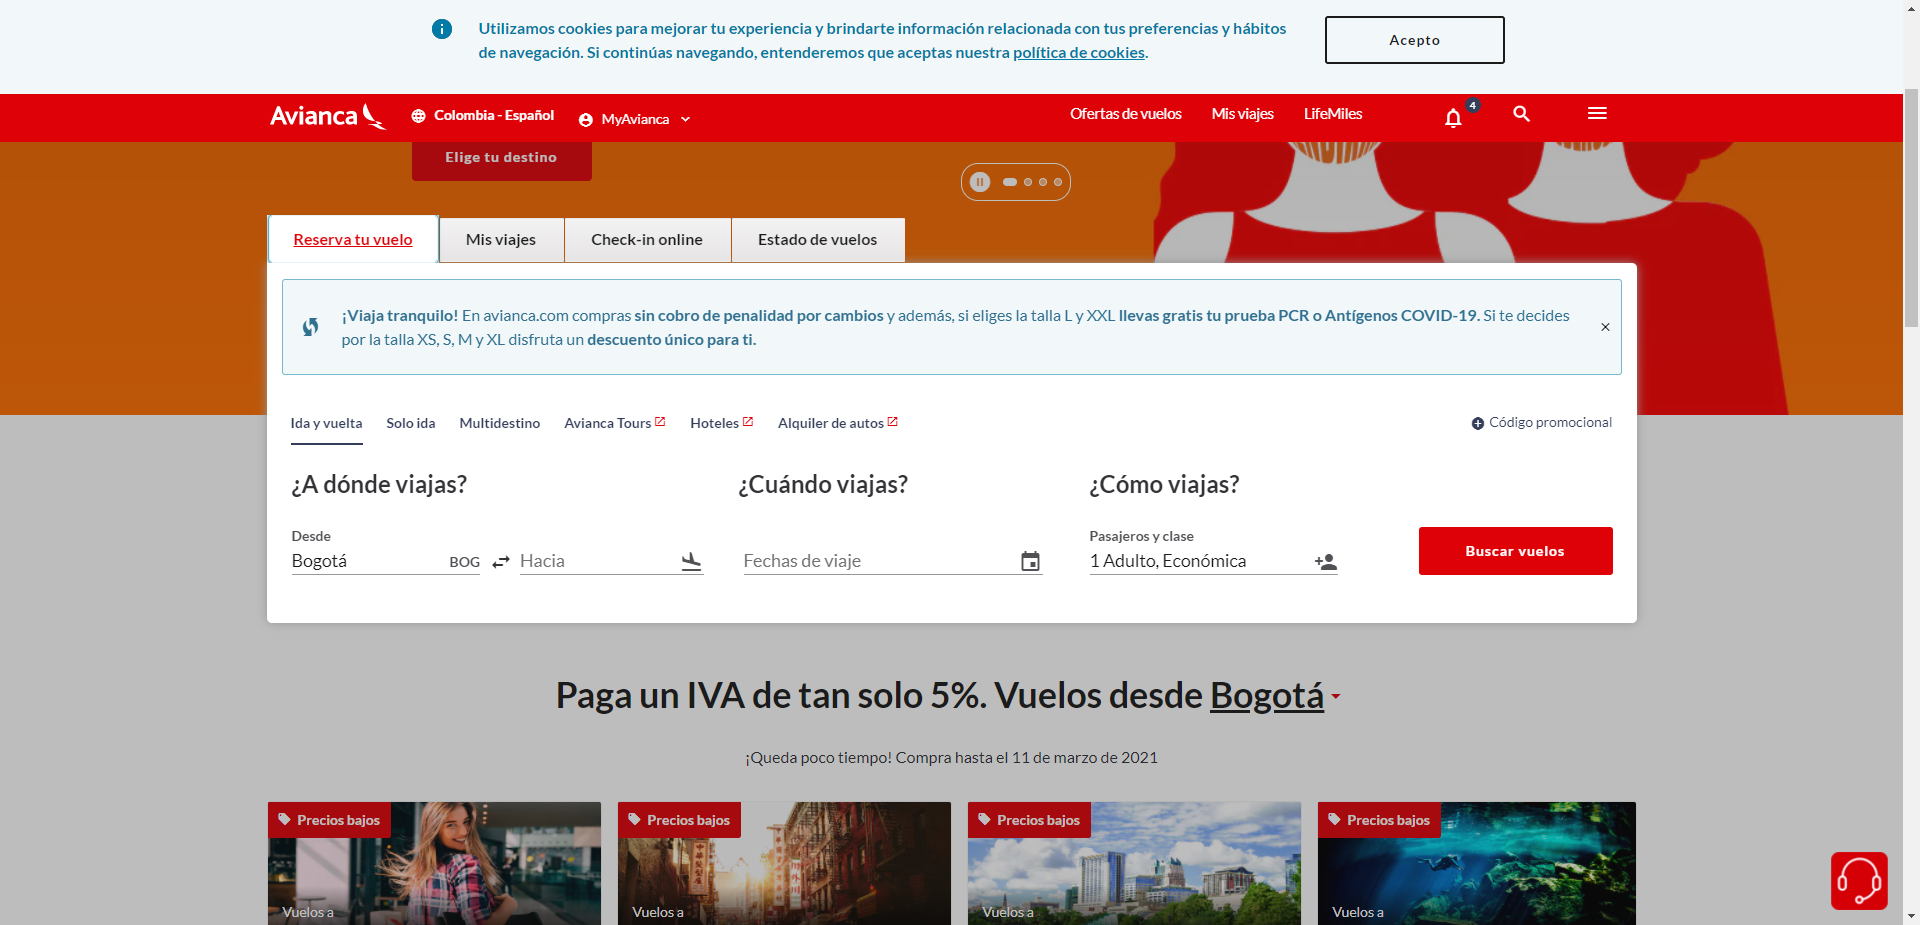 Utilizamos cookies para mejorar tu experiencia y brindarte información relacionada con tus preferencias y hábitos
de navegación. Si continúas navegando, entenderemos que aceptas nuestra política de cookies.
Acepto
Avianca
Colombia - Español
MyAvianca
Ofertas de vuelos
Mis viajes
LifeMiles
4
Elige tu destino
Reserva tu vuelo
Mis viajes
Check-in online
Estado de vuelos
¡Viaja tranquilo! En avianca.com compras sin cobro de penalidad por cambios y además, si eliges la talla L y XXL llevas gratis tu prueba PCR o Antígenos COVID-19. Si te decides
por la talla XS, S, M y XL disfruta un descuento único para ti.
Ida y vuelta
Solo ida
Multidestino
Avianca Tours
Hoteles
Alquiler de autos
Código promocional
¿A dónde viajas?
¿Cuándo viajas?
¿Cómo viajas?
Desde
Pasajeros y clase
Bogotá
BOG
Hacia
Fechas de viaje
1 Adulto, Económica
Buscar vuelos
Paga un IVA de tan solo 5%. Vuelos desde Bogotá
¡Queda poco tiempo! Compra hasta el 11 de marzo de 2021
Precios bajos
Precios bajos
Precios bajos
Precios bajos
Vuelos a
Vuelos a
Vuelos a
Vuelos a